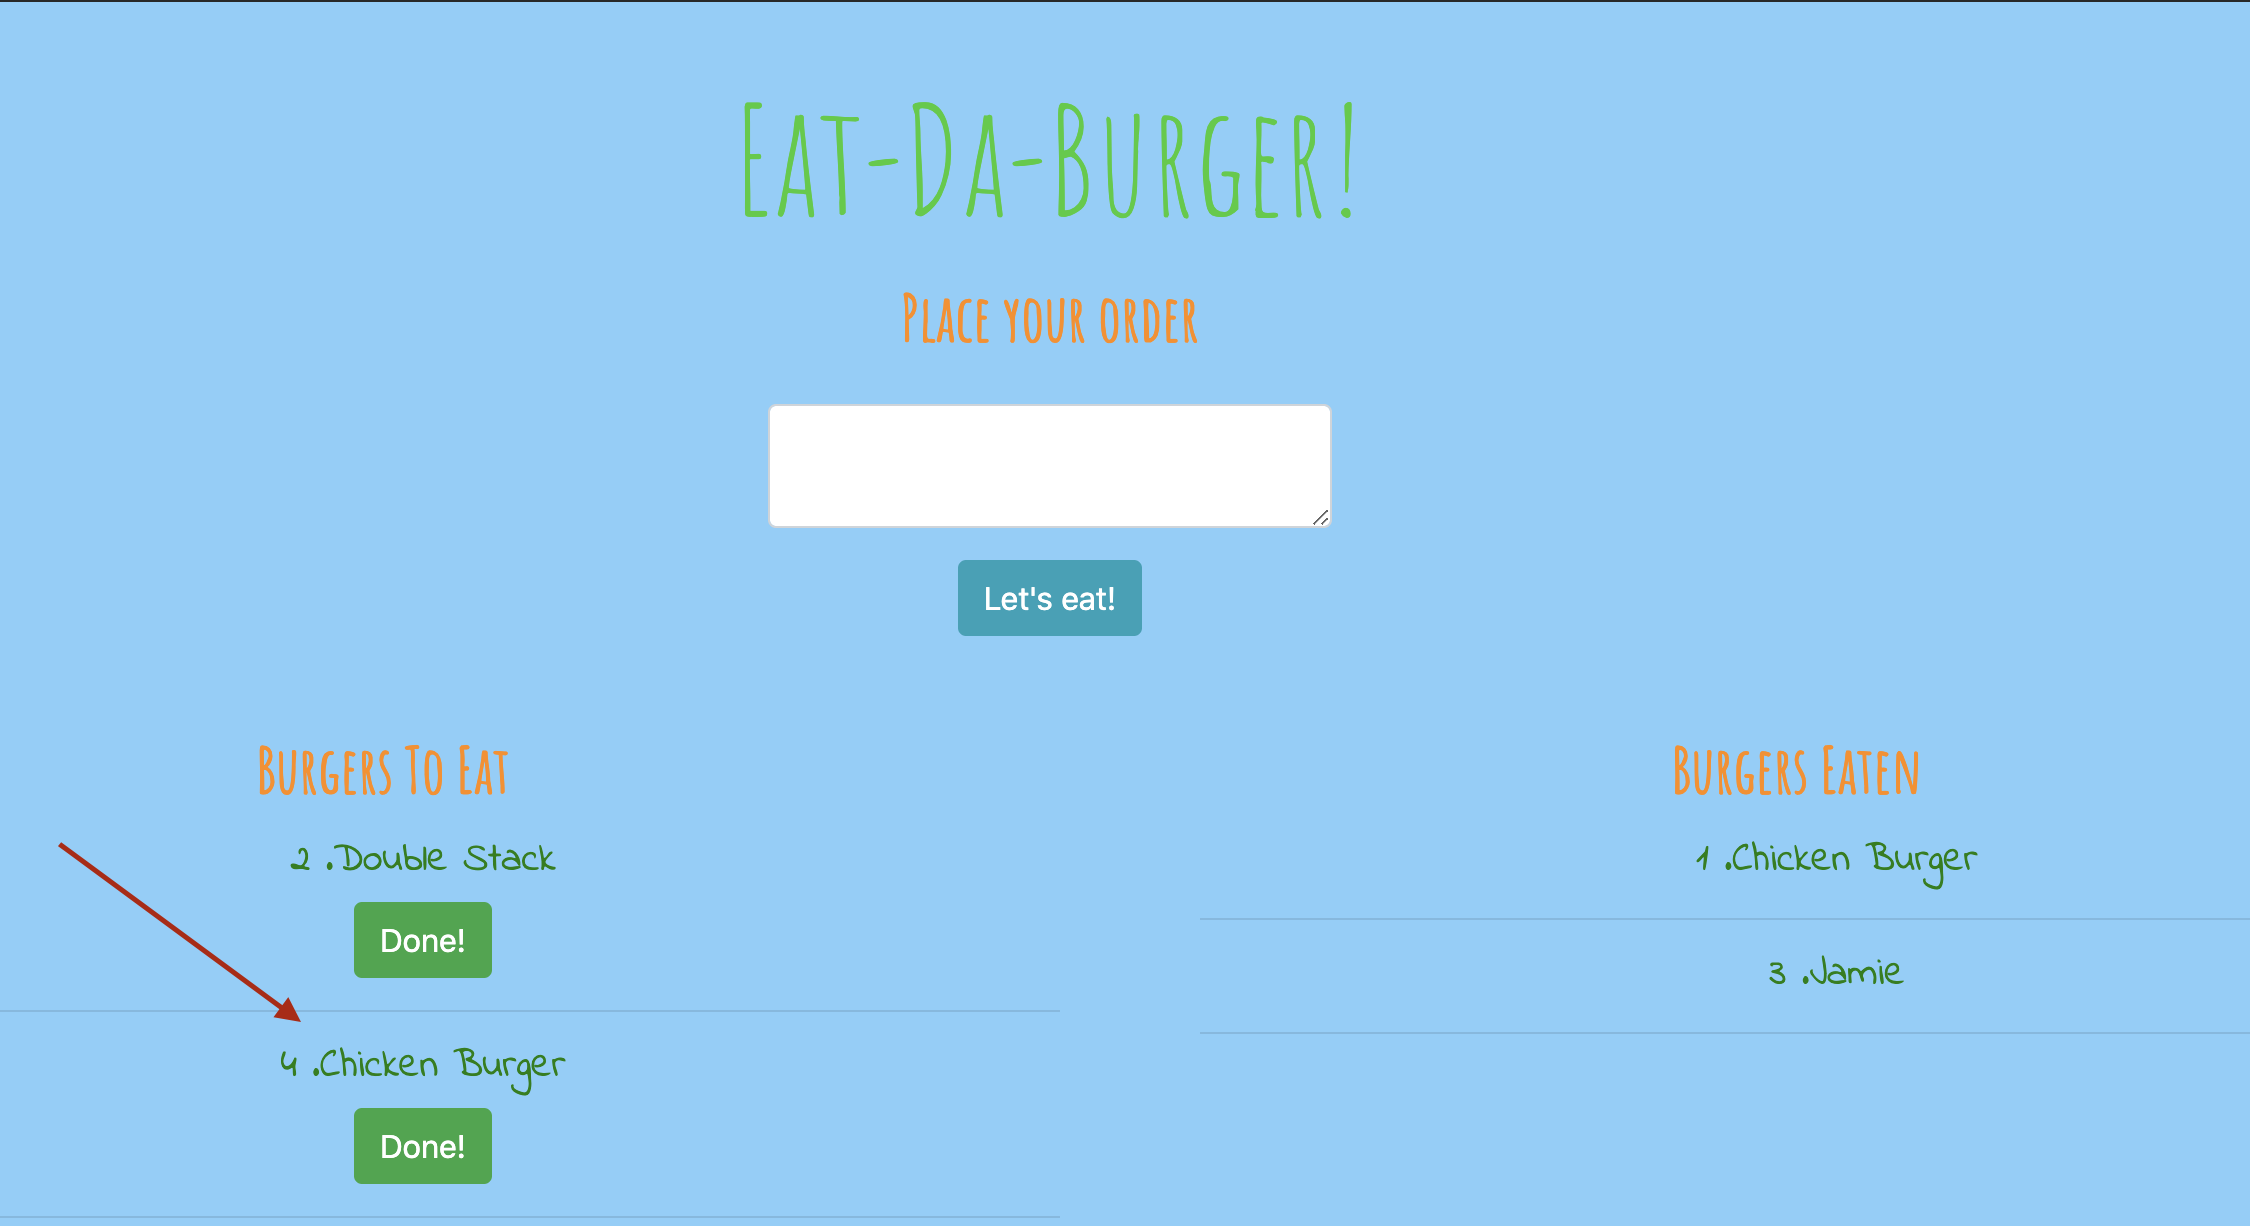 Eat-Da-Burger!
Place your order
Let's eat!
Burgers To Eat
2 .Double Stack
Done!
4 .Chicken Burger
Done!
Burgers Eaten
1 .Chicken Burger
3 .Jamie